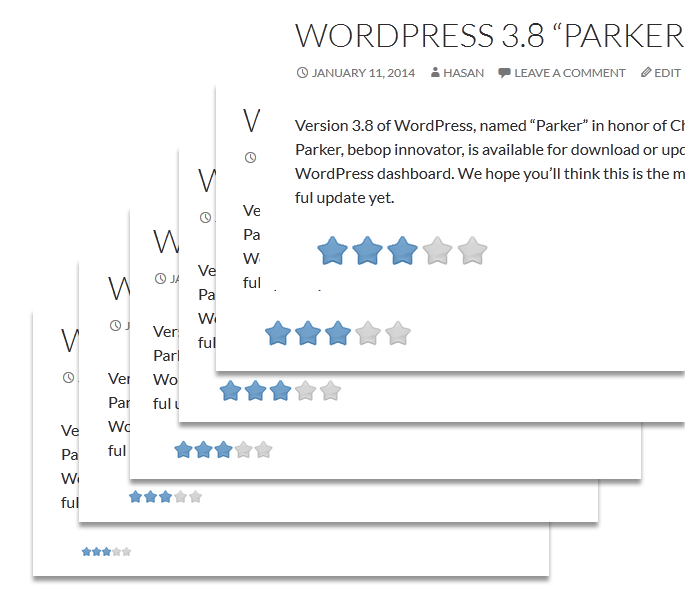 WORDPRESS 3.8 “PARKER
JANUARY 11, 2014 HASAN LEAVE A COMMENT EDIT
Version 3.8 of WordPress, named “Parker” in honor of Ch
Parker, bebop innovator, is available for download or upd
WordPress dashboard. We hope you’ll think this is the m
ful update yet.
W
Ve
Pa
ful
W
Ve
Pa
Wo
ful
W
JA
Ver
Park
Wo
ful u
W
J
Ver
Par
Wo
ful
W
Ve
Pa
ful